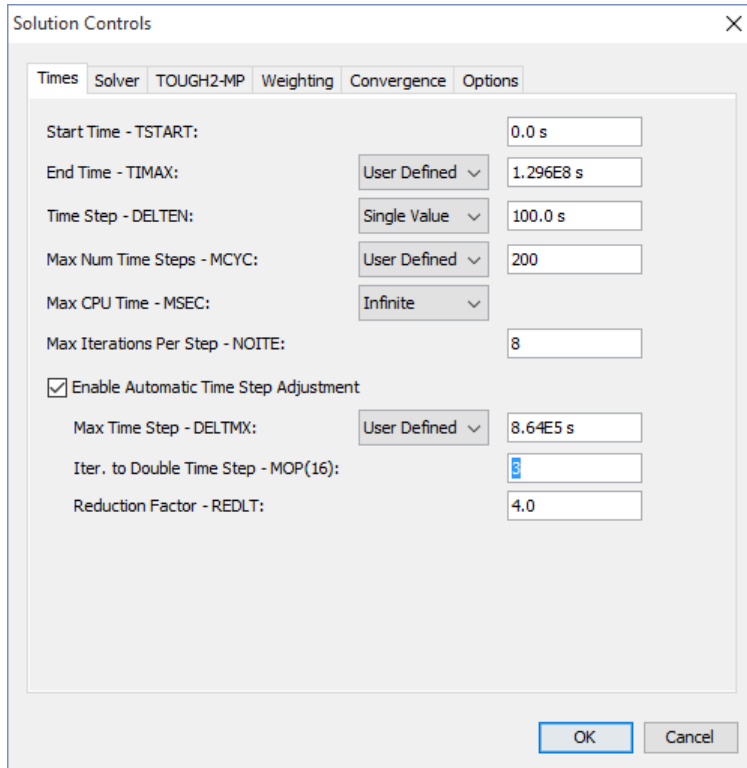 Solution Controls
Times Solver TOUGH2-MP Weighting Convergence Options
Start Time - TSTART: 0.0 s
End Time - TIMAX: User Defined 1.296E8 s
Time Step - DELTEN: Single Value 100.0 s
Max Num Time Steps - MCYC: User Defined 200
Max CPU Time - MSEC: Infinite
Max Iterations Per Step - NOITE: 8
Enable Automatic Time Step Adjustment
Max Time Step - DELTMX: User Defined 8.64E5 s
Iter. to Double Time Step - MOP(16): 3
Reduction Factor - REDLT: 4.0
OK Cancel